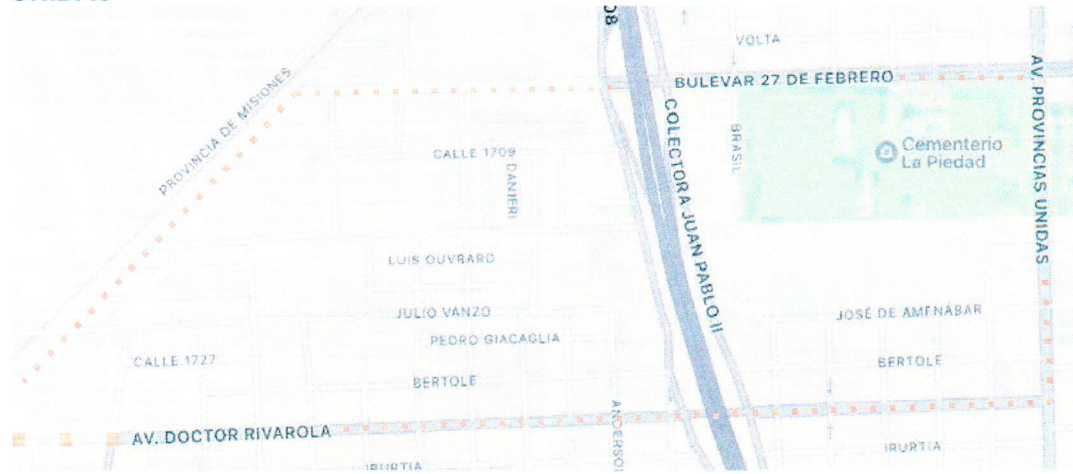 08
VOLTA
BULEVAR 27 DE FEBRERO
AV. PROVINCIAS UNIDAS
PROVINCIA DE MISIONES
COLECTORA JUAN PABLO II
BRASIL
Cementerio
La Piedad
CALLE 1709
DANIERI
LUIS OUVRARD
JULIO VANZO
PEDRO GIACAGLIA
JOSÉ DE AMENÁBAR
CALLE 1727
BERTOLE
BERTOLE
AV. DOCTOR RIVAROLA
ANDERSO
IRURTIA
IRURTIA